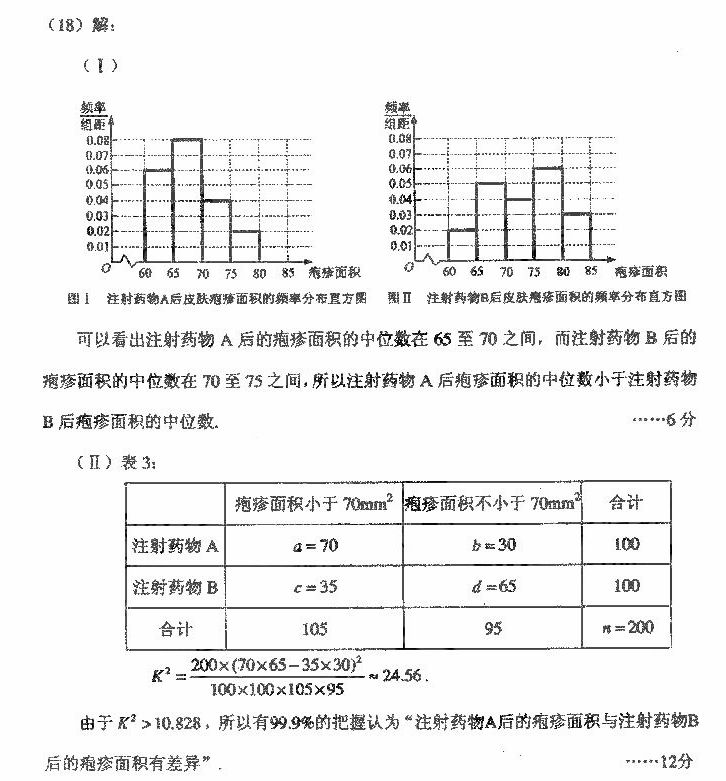 (18) 解:
(Ⅰ)
频率
组距
0.08
0.07
0.06
0.05
0.04
0.03
0.02
0.01
O 60 65 70 75 80 85 疱疹面积
图Ⅰ 注射药物A后皮肤疱疹面积的频率分布直方图
频率
组距
0.08
0.07
0.06
0.05
0.04
0.03
0.02
0.01
O 60 65 70 75 80 85 疱疹面积
图Ⅱ 注射药物B后皮肤疱疹面积的频率分布直方图
可以看出注射药物 A 后的疱疹面积的中位数在 65 至 70 之间，而注射药物 B 后的
疱疹面积的中位数在 70 至 75 之间,所以注射药物 A 后疱疹面积的中位数小于注射药物
B 后疱疹面积的中位数. ……6 分
(Ⅱ) 表 3:
疱疹面积小于 70mm² 疱疹面积不小于 70mm² 合计
注射药物 A a=70 b=30 100
注射药物 B c=35 d=65 100
合计 105 95 n=200
K² = 200×(70×65−35×30)² / 100×100×105×95 ≈ 24.56.
由于 K² > 10.828，所以有99.9%的把握认为“注射药物A后的疱疹面积与注射药物B
后的疱疹面积有差异”. ……12分